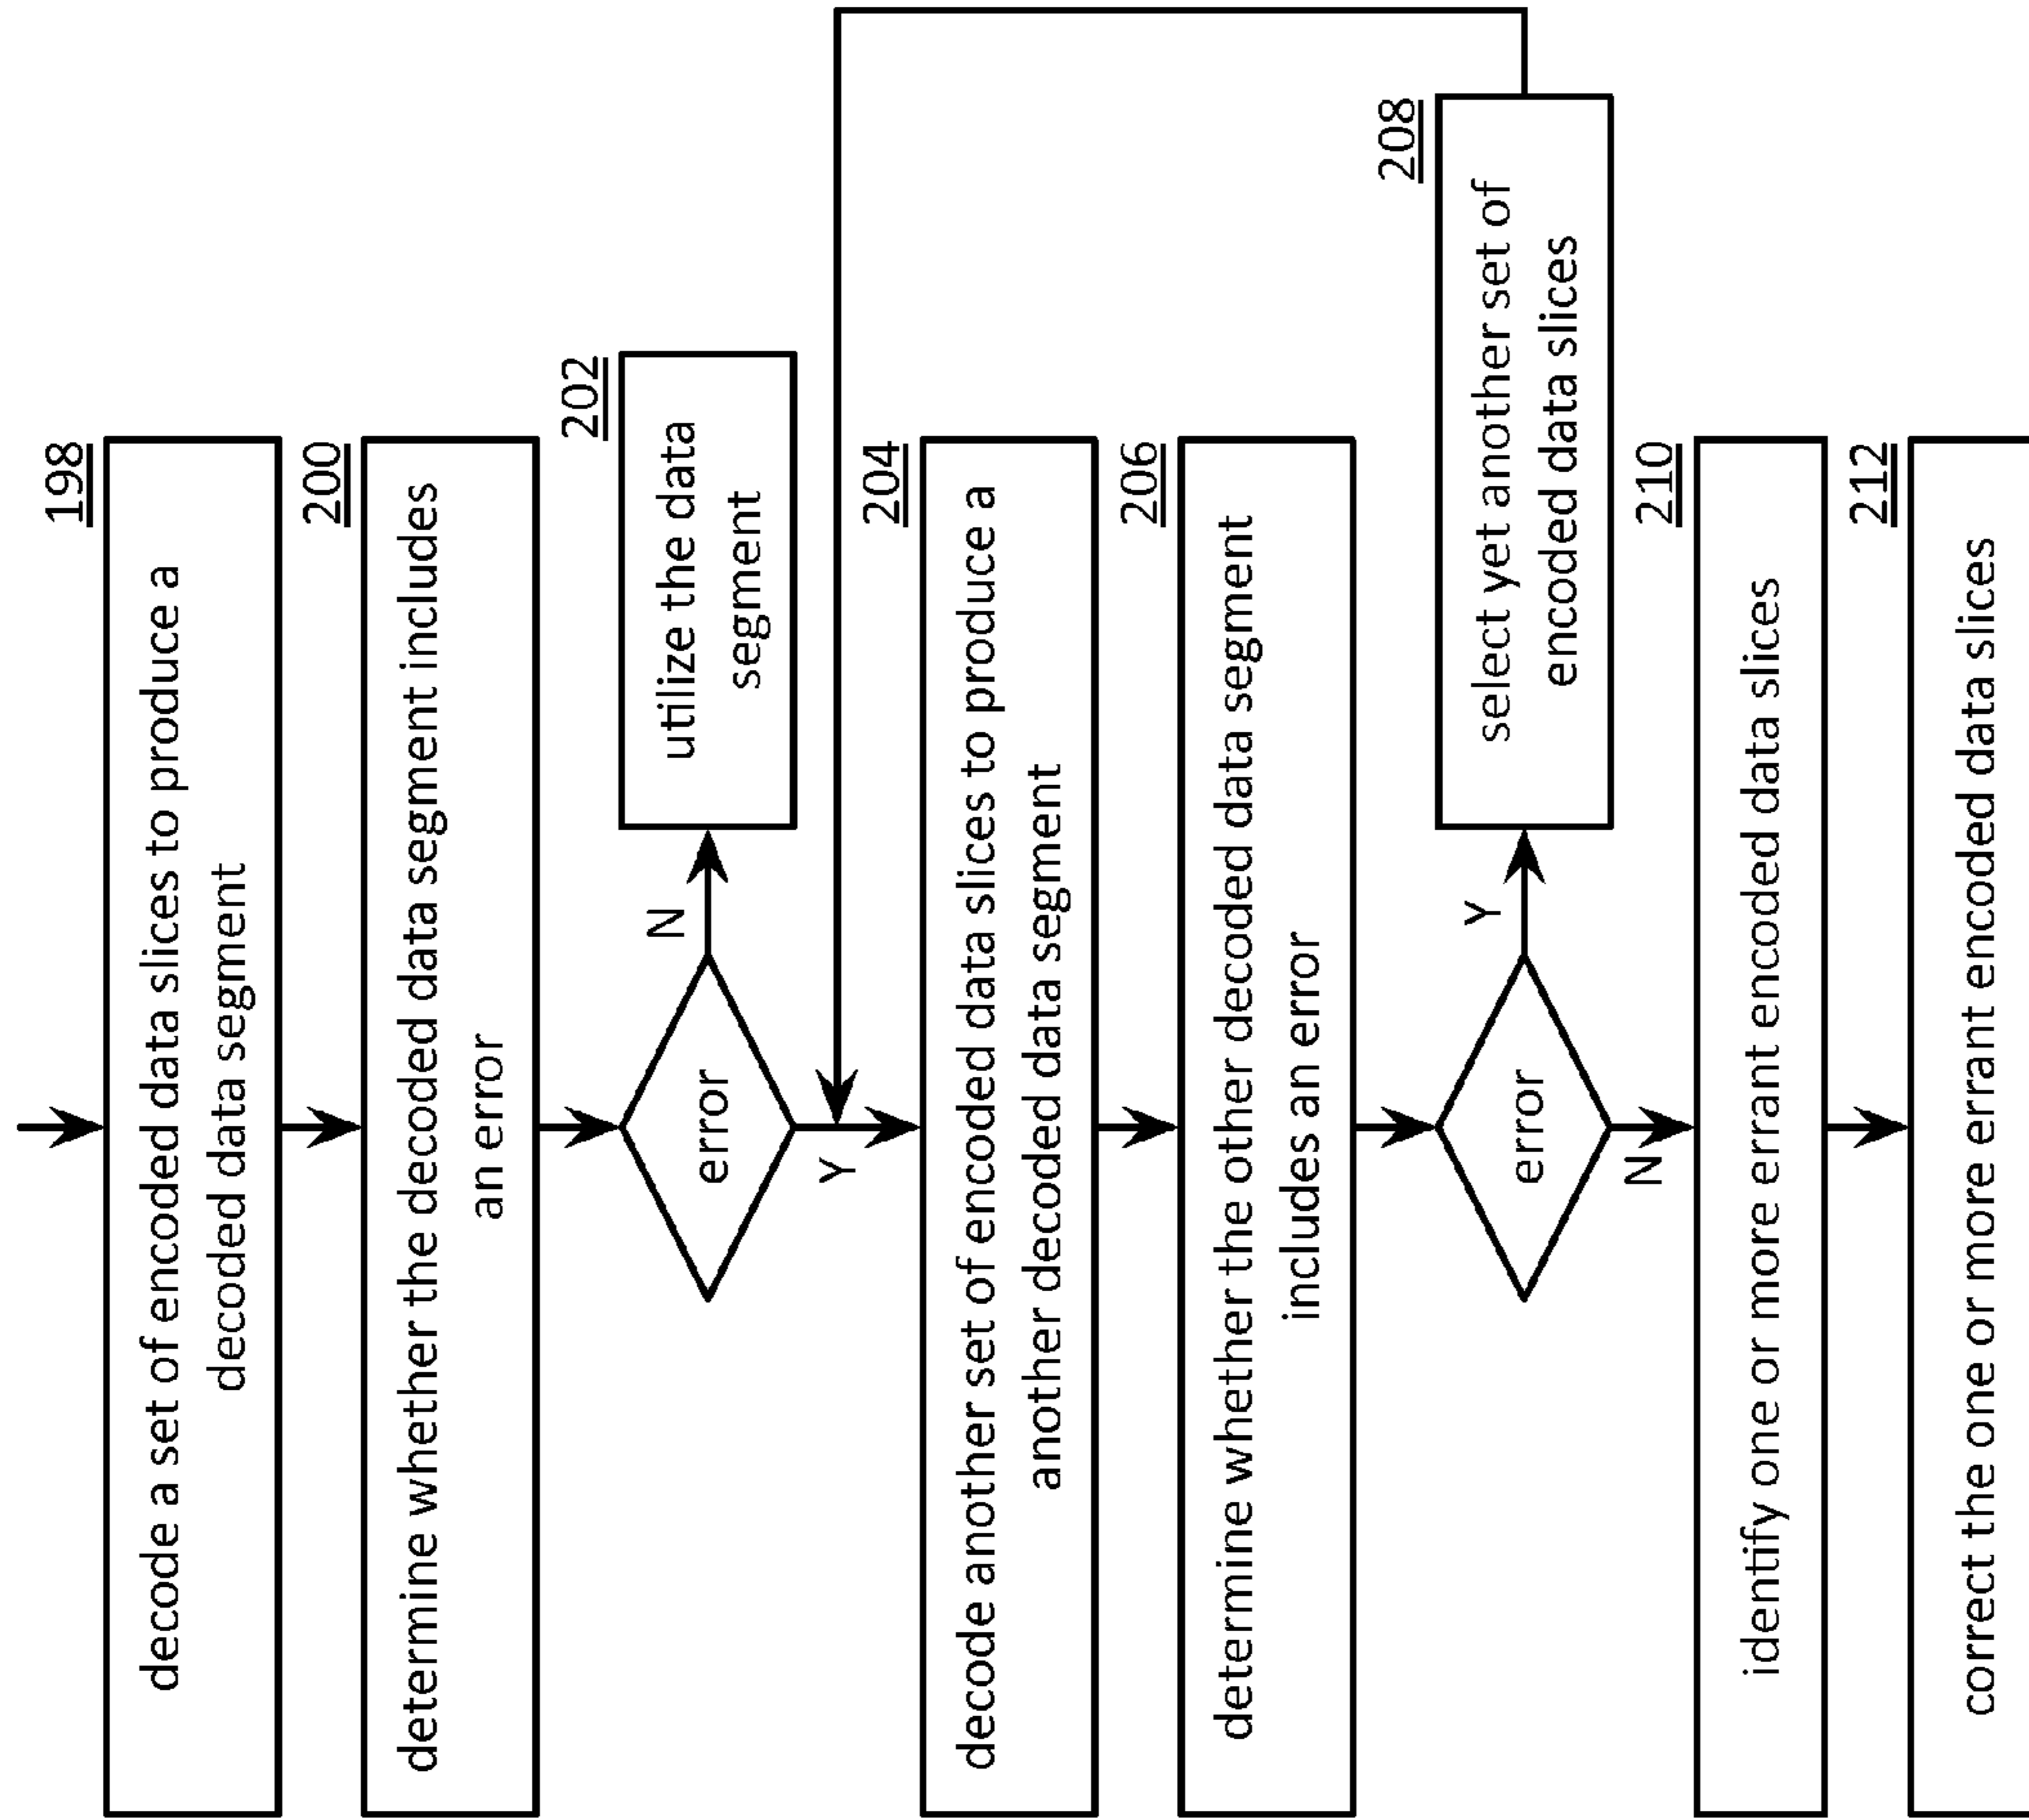 198
decode a set of encoded data slices to produce a
decoded data segment
200
determine whether the decoded data segment includes
an error
error
N
202
utilize the data
segment
Y
204
decode another set of encoded data slices to produce a
another decoded data segment
206
determine whether the other decoded data segment
includes an error
error
Y
208
select yet another set of
encoded data slices
N
210
identify one or more errant encoded data slices
212
correct the one or more errant encoded data slices